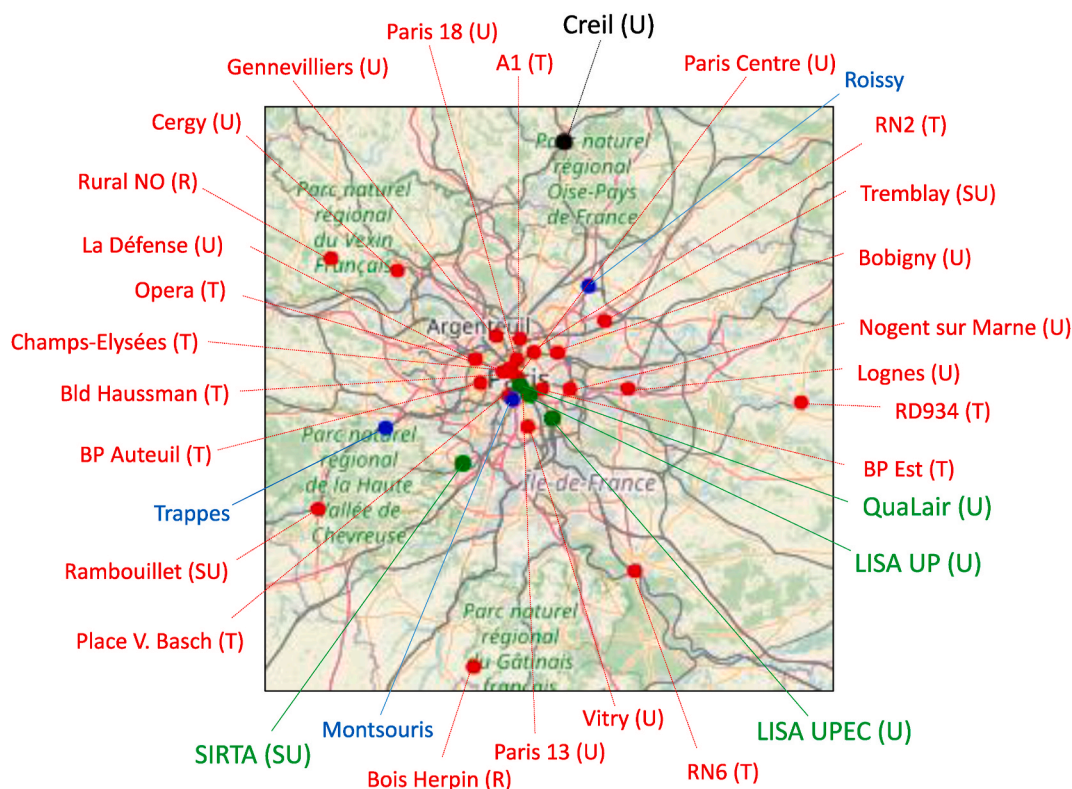 Creil (U)
Paris 18 (U)
A1 (T)
Paris Centre (U)
Gennevilliers (U)
Roissy
Cergy (U)
RN2 (T)
Rural NO (R)
Tremblay (SU)
La Défense (U)
Bobigny (U)
Opera (T)
Champs-Elysées (T)
Nogent sur Marne (U)
Bld Haussman (T)
Lognes (U)
RD934 (T)
BP Auteuil (T)
BP Est (T)
Trappes
QuaLair (U)
LISA UP (U)
Rambouillet (SU)
Place V. Basch (T)
Montsouris
Vitry (U)
LISA UPEC (U)
SIRTA (SU)
Paris 13 (U)
Bois Herpin (R)
RN6 (T)
Parc naturel
régional
Oise-Pays
de France
Parc naturel
régional
du Vexin
Français
Argenteuil
Paris
Parc naturel
régional
de la Haute
Vallée de
Chevreuse
Île-de-France
Parc naturel
régional
du Gâtinais
français